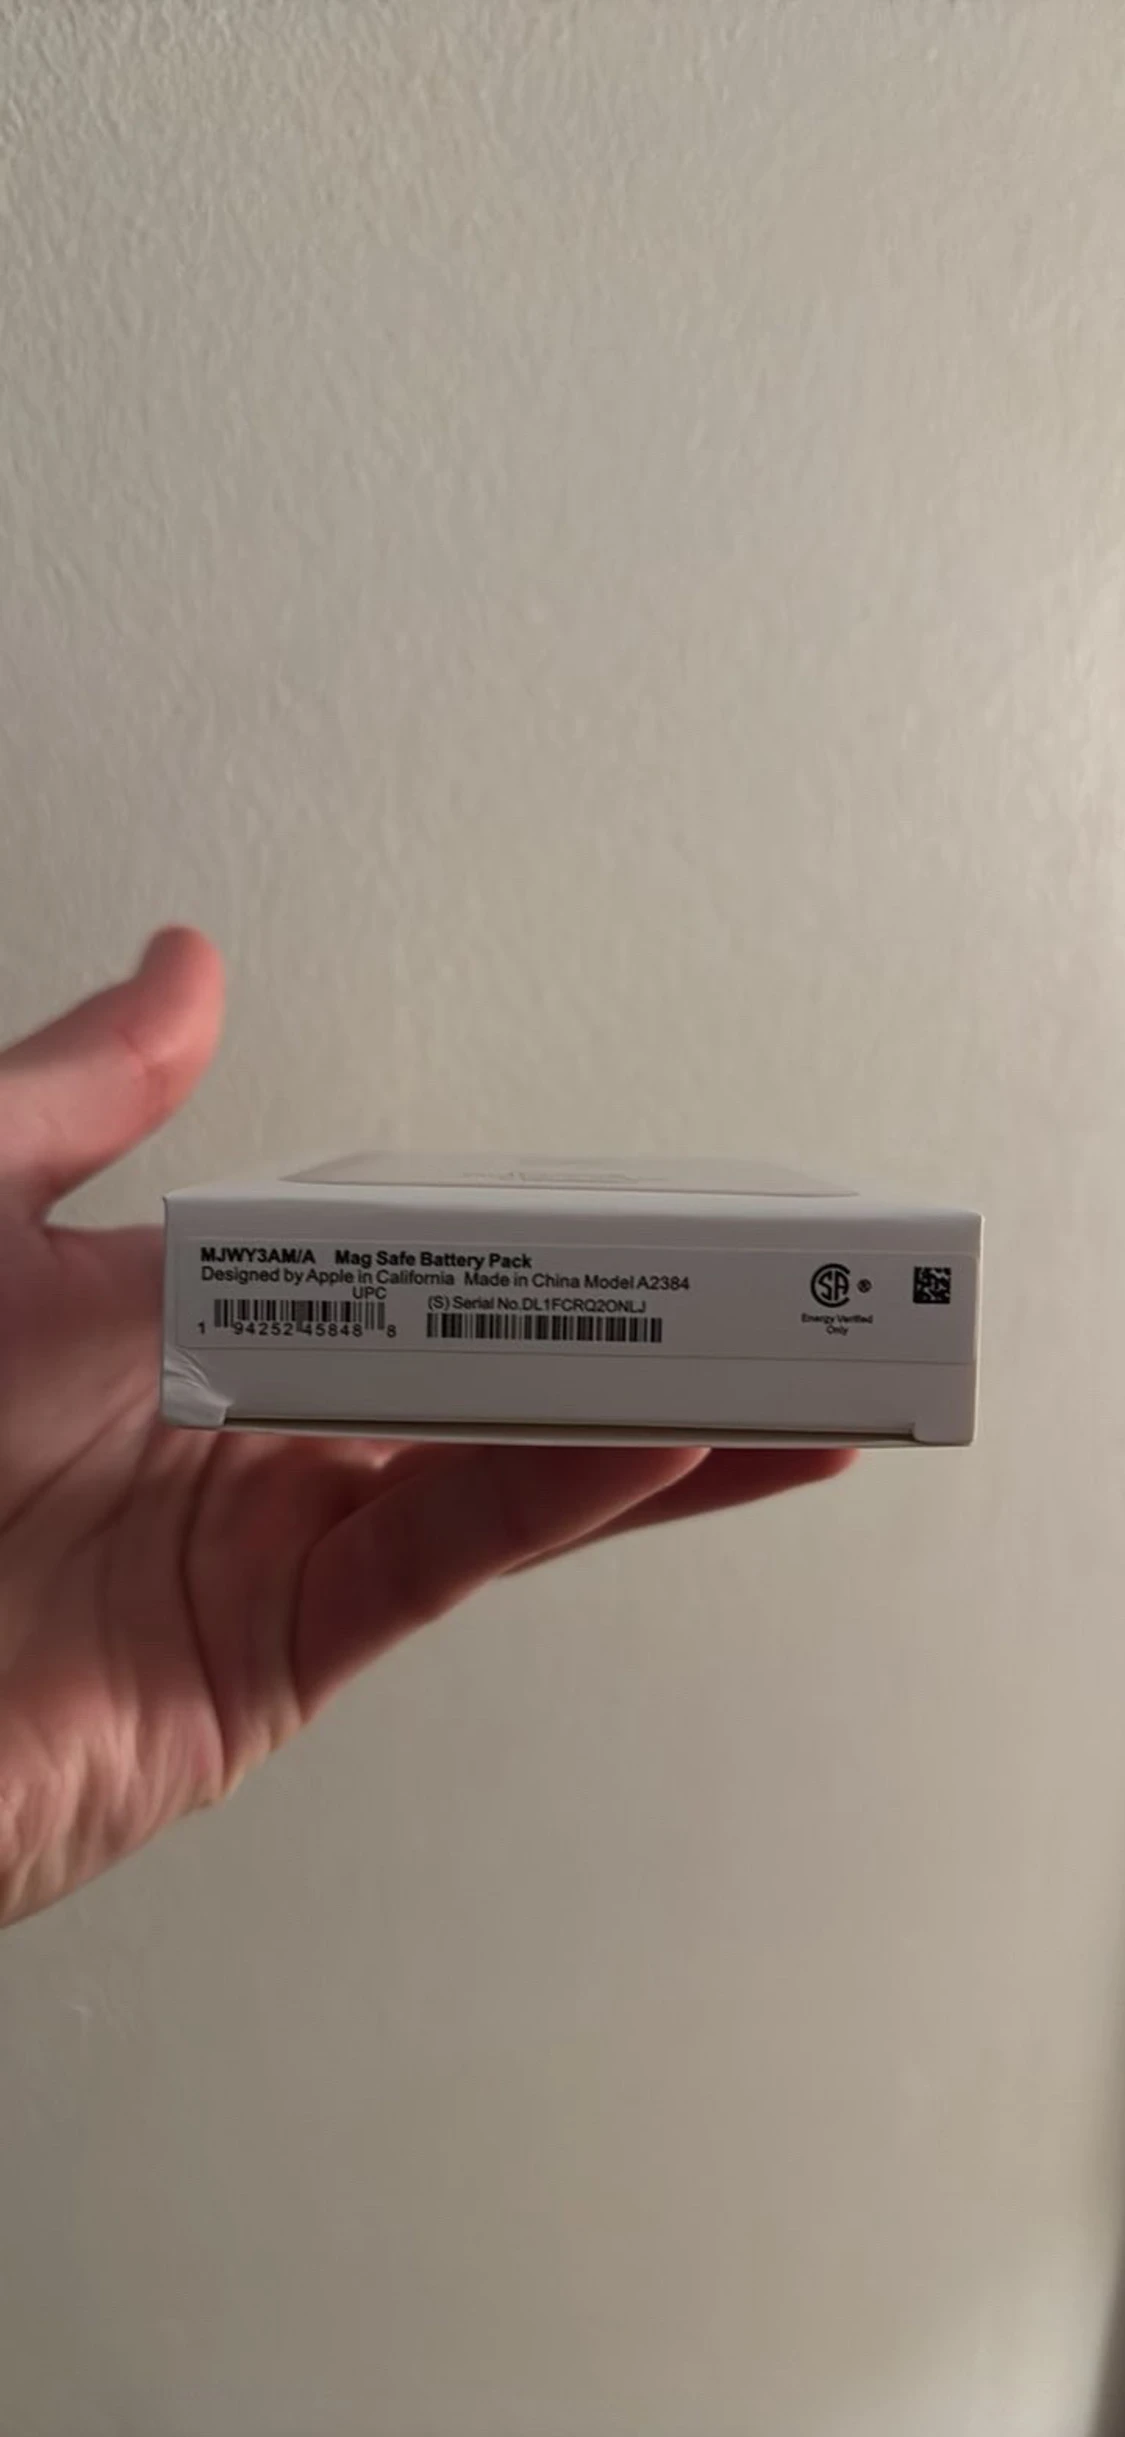 MJWY3AM/A Mag Safe Battery Pack
Designed by Apple in California Made in China Model A2384
UPC
(S) Serial No.DL1FCRQ2ONLJ
1 94252 45848 8
SA ®
Energy Verified
Only